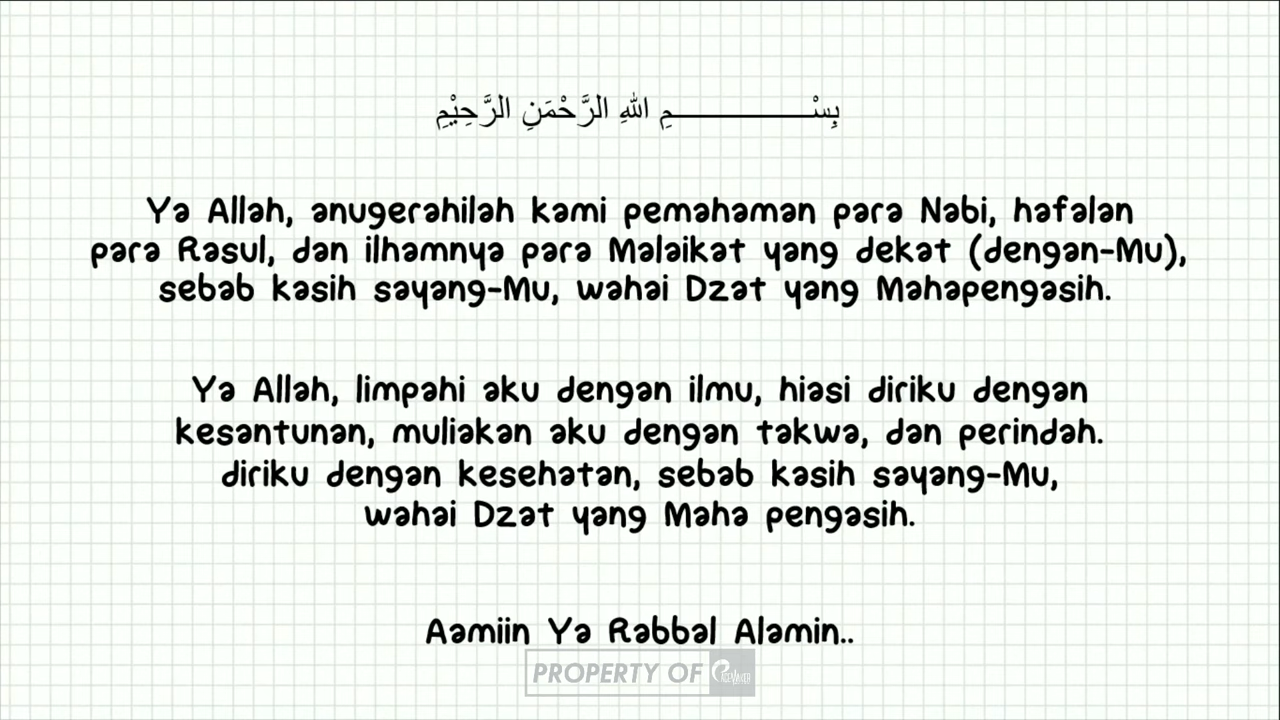 بِسْـــــــــــــــــمِ اللهِ الرَّحْمَنِ الرَّحِيْمِ
Ya Allah, anugerahilah kami pemahaman para Nabi, hafalan
para Rasul, dan ilhamnya para Malaikat yang dekat (dengan-Mu),
sebab kasih sayang-Mu, wahai Dzat yang Mahapengasih.
Ya Allah, limpahi aku dengan ilmu, hiasi diriku dengan
kesantunan, muliakan aku dengan takwa, dan perindah.
diriku dengan kesehatan, sebab kasih sayang-Mu,
wahai Dzat yang Maha pengasih.
Aamiin Ya Rabbal Alamin..
PROPERTY OF